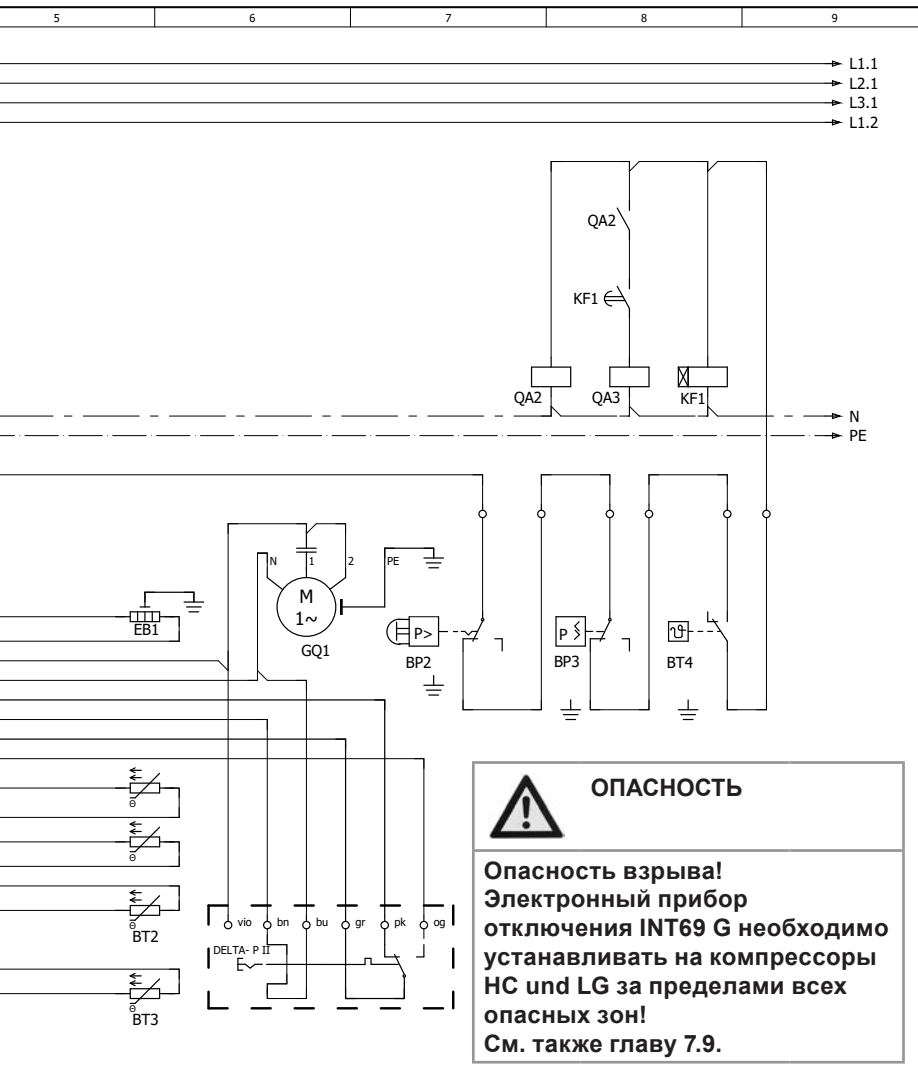 5 6 7 8 9
L1.1
L2.1
L3.1
L1.2
QA2
KF1
QA2 QA3 KF1
N
PE
N 1 2 PE
M
1~
GQ1
EB1
P>
BP2
P
BP3
ϑ
BT4
Θ
Θ
Θ
BT2
Θ
BT3
vio bn bu gr pk og
DELTA- P II
ОПАСНОСТЬ
Опасность взрыва!
Электронный прибор
отключения INT69 G необходимо
устанавливать на компрессоры
HC und LG за пределами всех
опасных зон!
См. также главу 7.9.